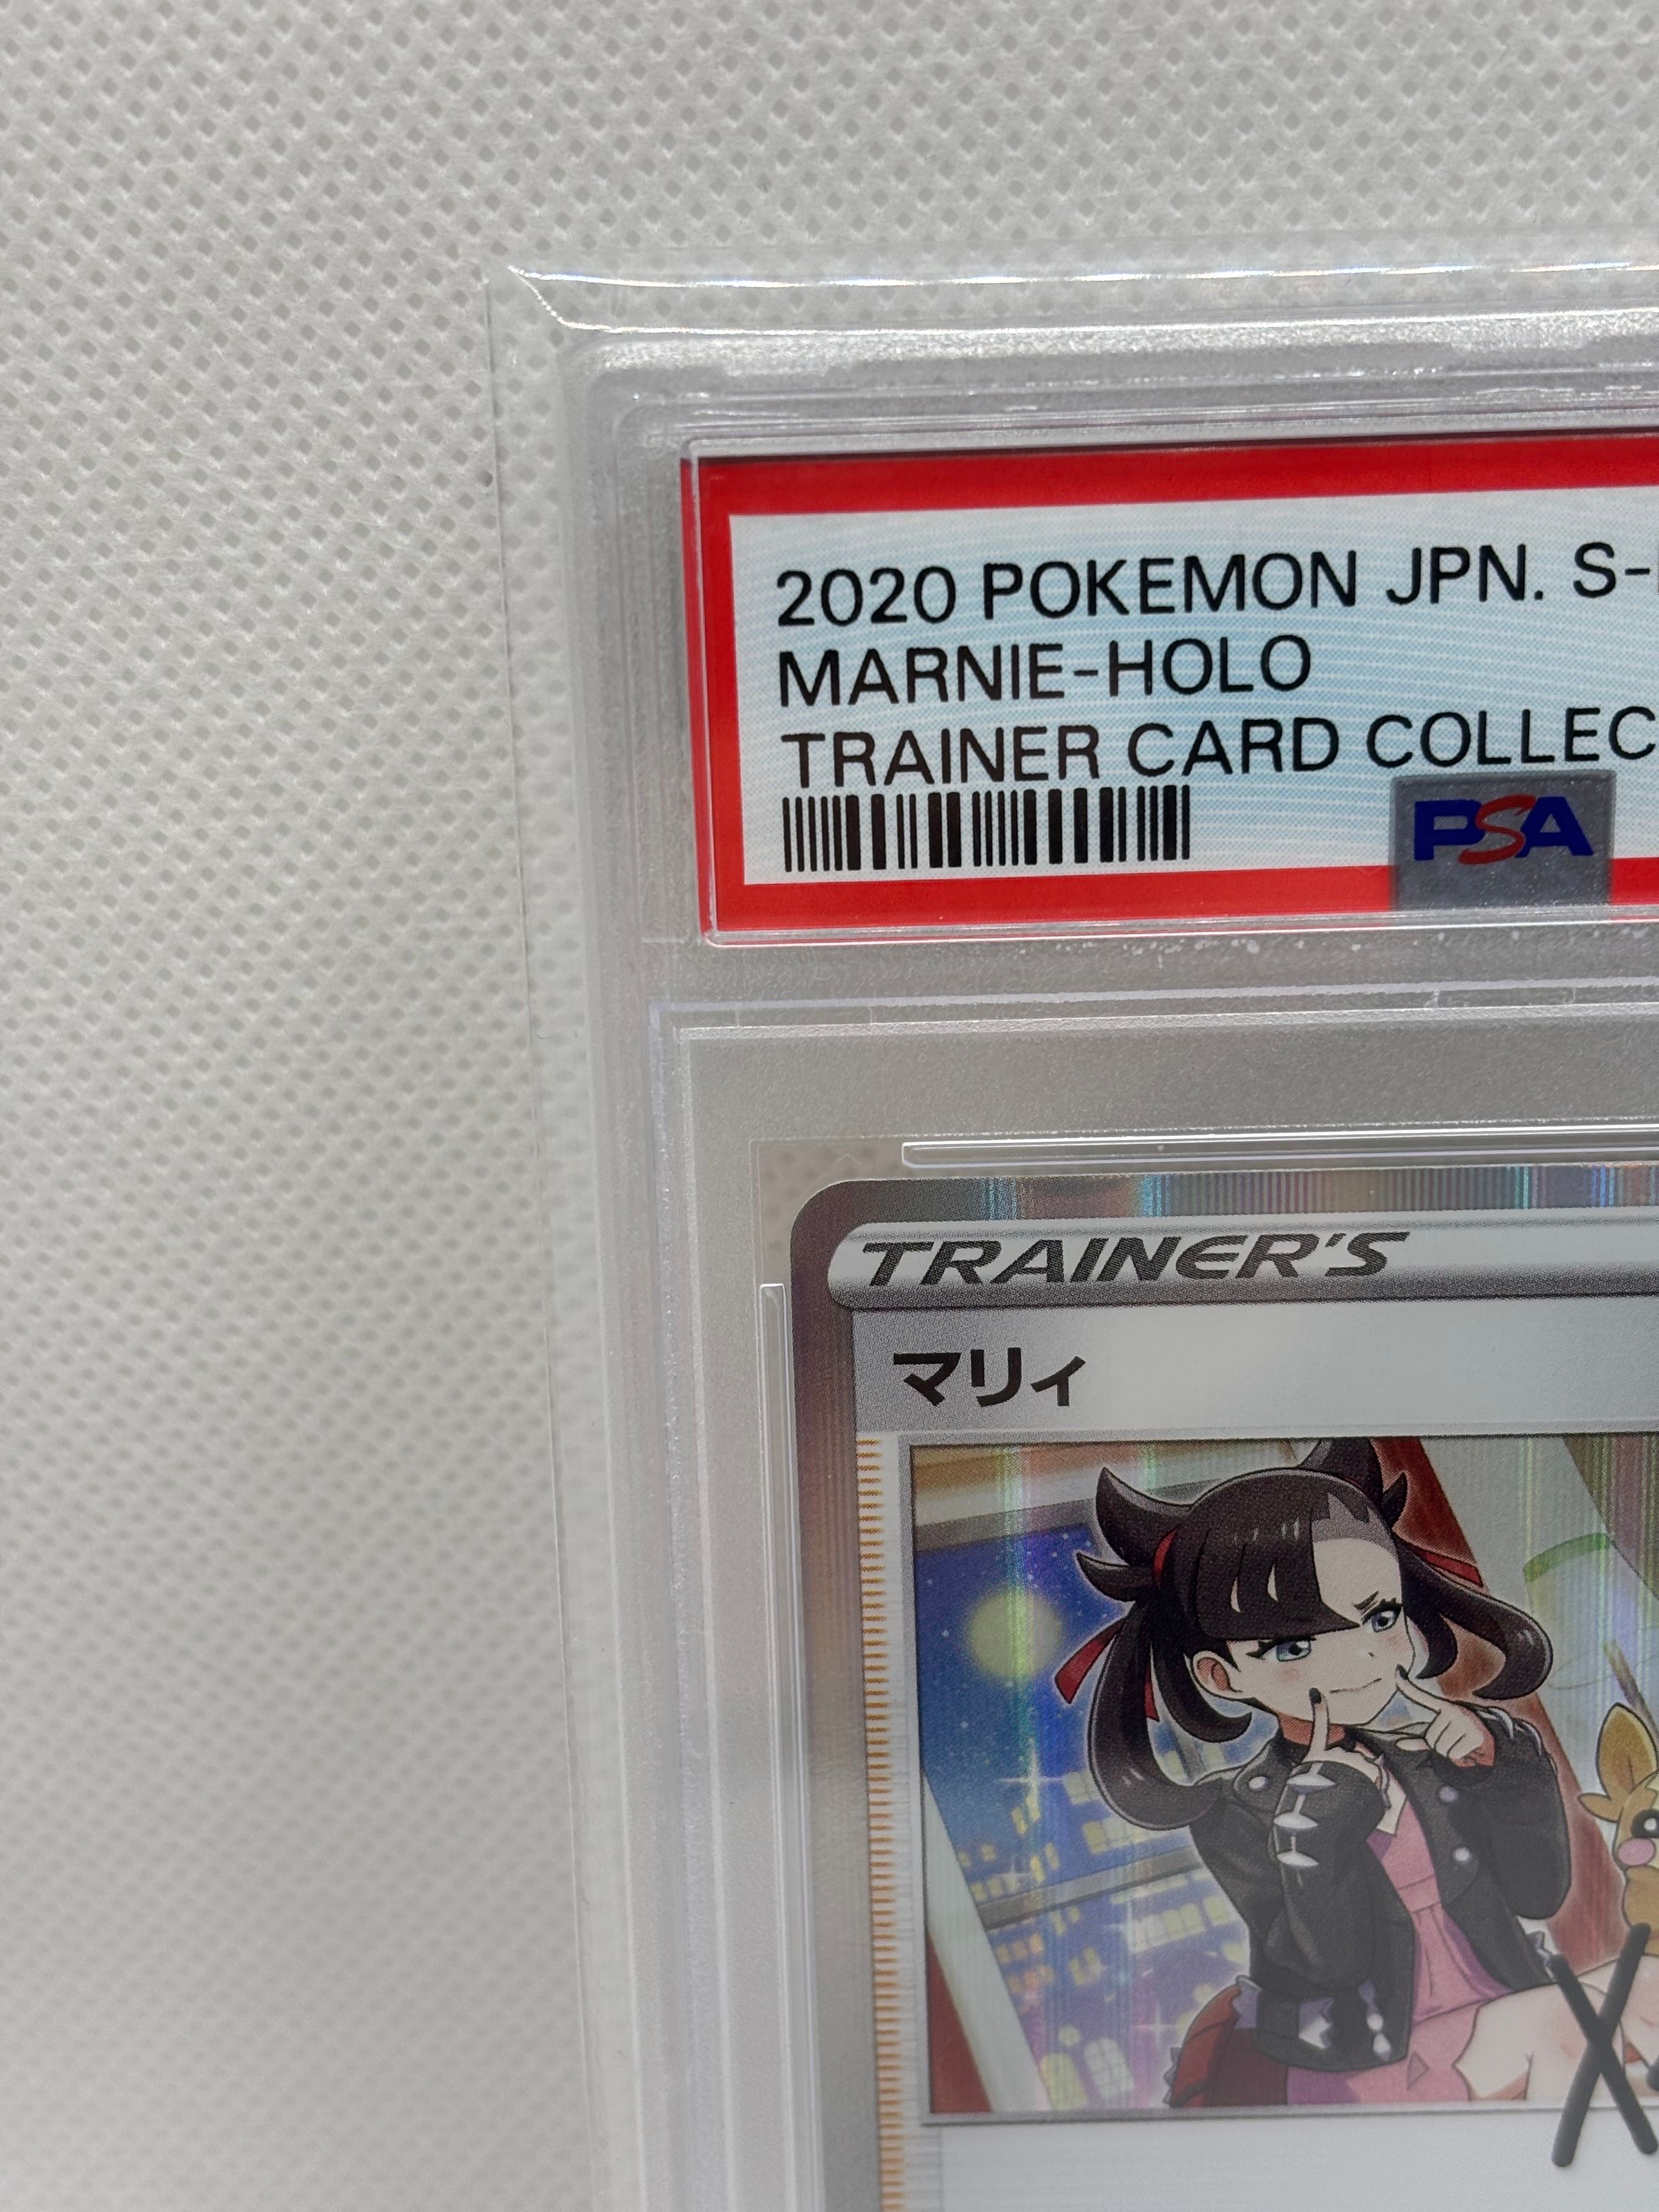 2020 POKEMON JPN. S-
MARNIE-HOLO
TRAINER CARD COLLEC
PSA
TRAINER'S
マリィ